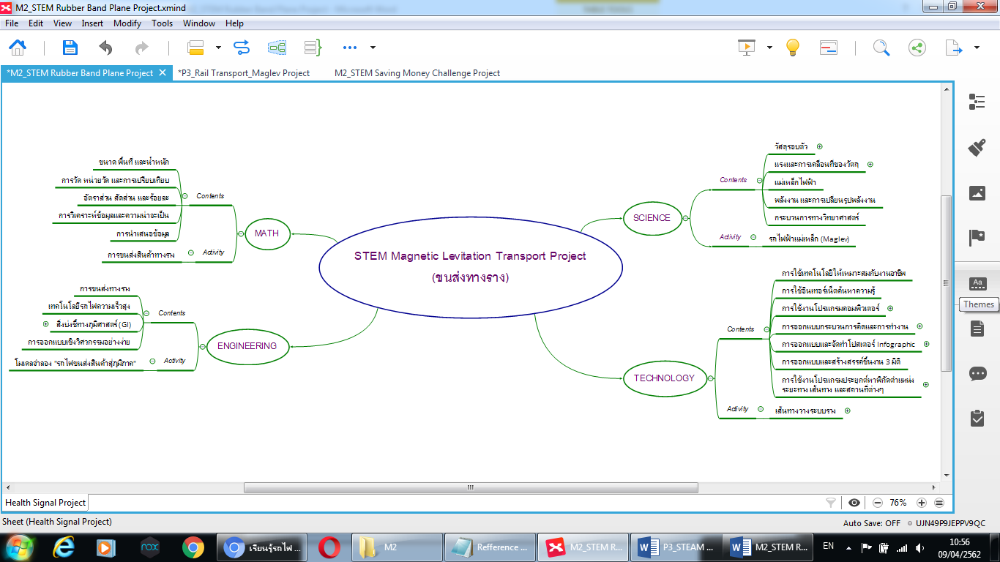 M2_STEM Rubber Band Plane Project.xmind
File Edit View Insert Modify Tools Window Help
*M2_STEM Rubber Band Plane Project
*P3_Rail Transport_Maglev Project
M2_STEM Saving Money Challenge Project
STEM Magnetic Levitation Transport Project
(ขนส่งทางราง)
MATH
Contents
ขนาด พื้นที่ และน้ำหนัก
การวัด หน่วยวัด และการเปรียบเทียบ
อัตราส่วน สัดส่วน และร้อยละ
การวิเคราะห์ข้อมูลและความน่าจะเป็น
การนำเสนอข้อมูล
Activity
การขนส่งสินค้าทางราง
ENGINEERING
Contents
การขนส่งทางราง
เทคโนโลยีรถไฟความเร็วสูง
สิ่งบ่งชี้ทางภูมิศาสตร์ (GI)
การออกแบบเชิงวิศวกรรมอย่างง่าย
Activity
โมเดลจำลอง "รถไฟขนส่งสินค้าสู่ภูมิภาค"
SCIENCE
Contents
วัสดุรอบตัว
แรงและการเคลื่อนที่ของวัตถุ
แม่เหล็กไฟฟ้า
พลังงาน และการเปลี่ยนรูปพลังงาน
กระบวนการทางวิทยาศาสตร์
Activity
รถไฟฟ้าแม่เหล็ก (Maglev)
TECHNOLOGY
Contents
การใช้เทคโนโลยีให้เหมาะสมกับงานอาชีพ
การใช้อินเทอร์เน็ตค้นหาความรู้
การใช้งานโปรแกรมคอมพิวเตอร์
การออกแบบกระบวนการคิดและการทำงาน
การออกแบบและจัดทำโปสเตอร์ Infographic
การออกแบบและสร้างสรรค์ชิ้นงาน 3 มิติ
การใช้งานโปรแกรมประยุกต์หาพิกัดตำแหน่ง
ระยะทาง เส้นทาง และสถานที่ต่างๆ
Activity
เส้นทางวางระบบราง
Aa
Themes
Health Signal Project
76%
Sheet (Health Signal Project)
Auto Save: OFF
UJN49P9JEPPV9QC
nox
เรียนรู้รถไฟ ...
M2
Refference ...
M2_STEM R...
P3_STEAM ...
M2_STEM R...
EN
10:56
09/04/2562